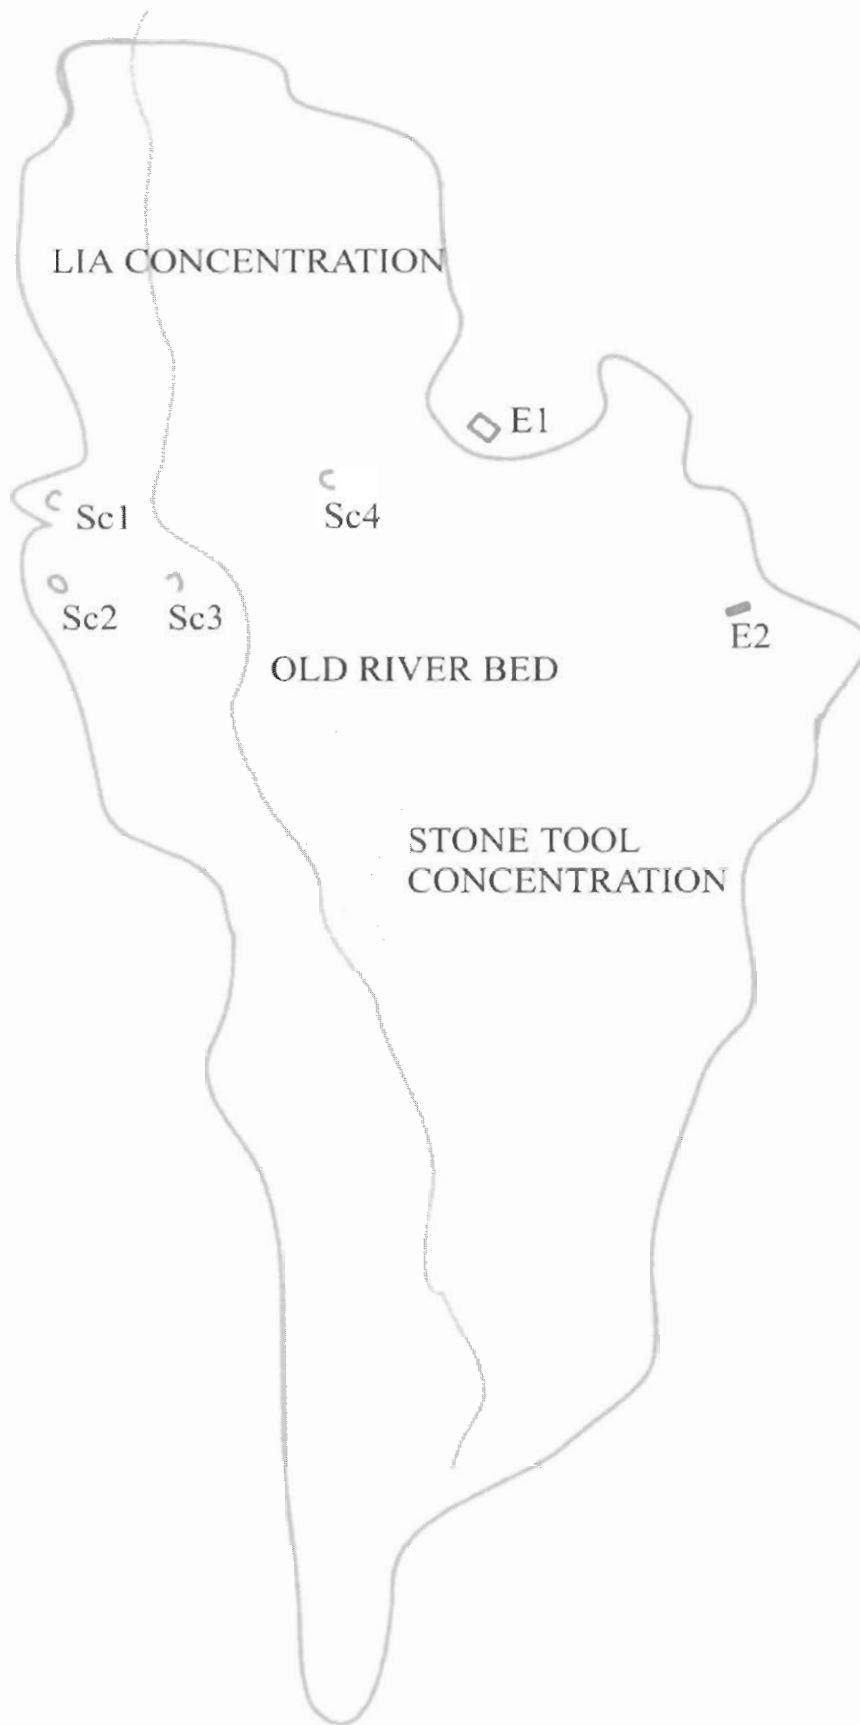 LIA CONCENTRATION
E1
Sc1
Sc4
Sc2
Sc3
E2
OLD RIVER BED
STONE TOOL
CONCENTRATION